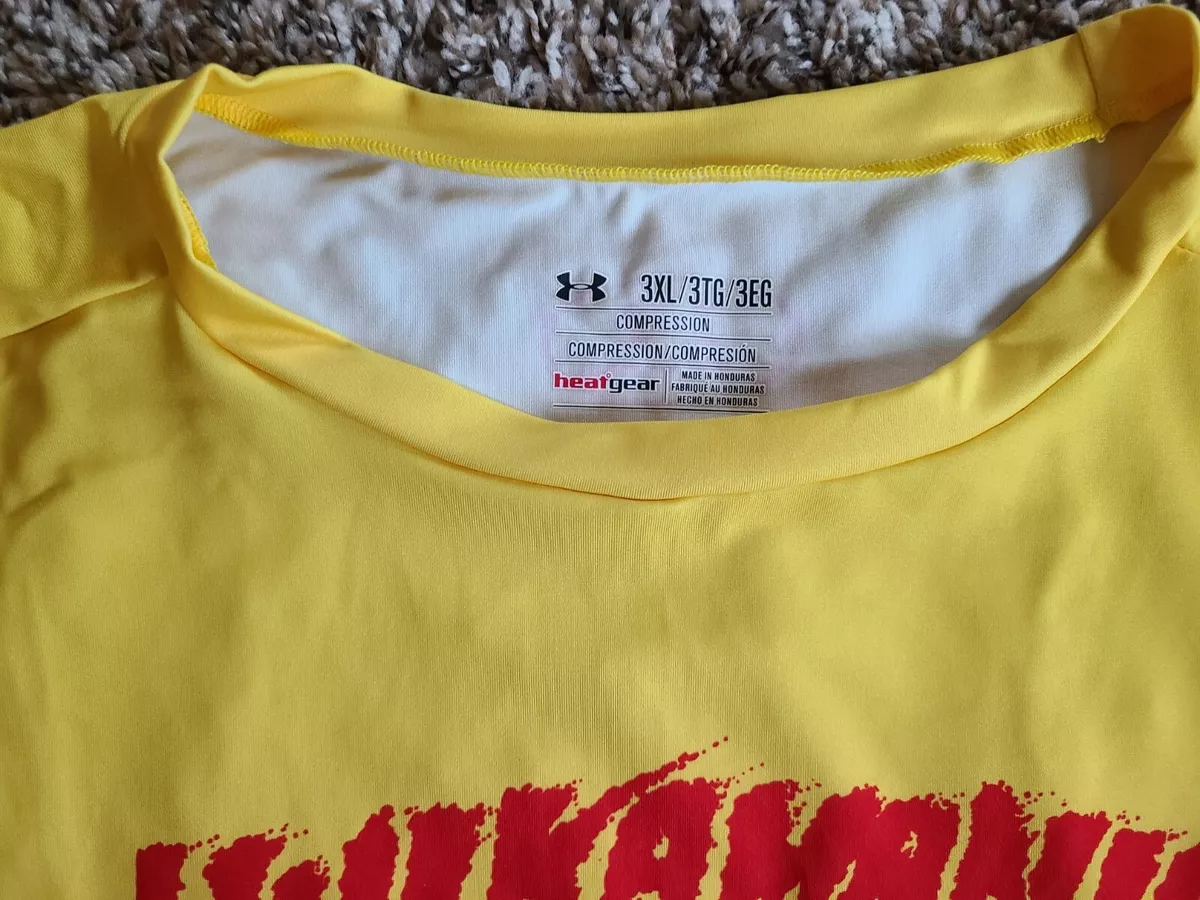 3XL/3TG/3EG
COMPRESSION
COMPRESSION/COMPRESIÓN
heatgear
MADE IN HONDURAS
FABRIQUÉ AU HONDURAS
HECHO EN HONDURAS